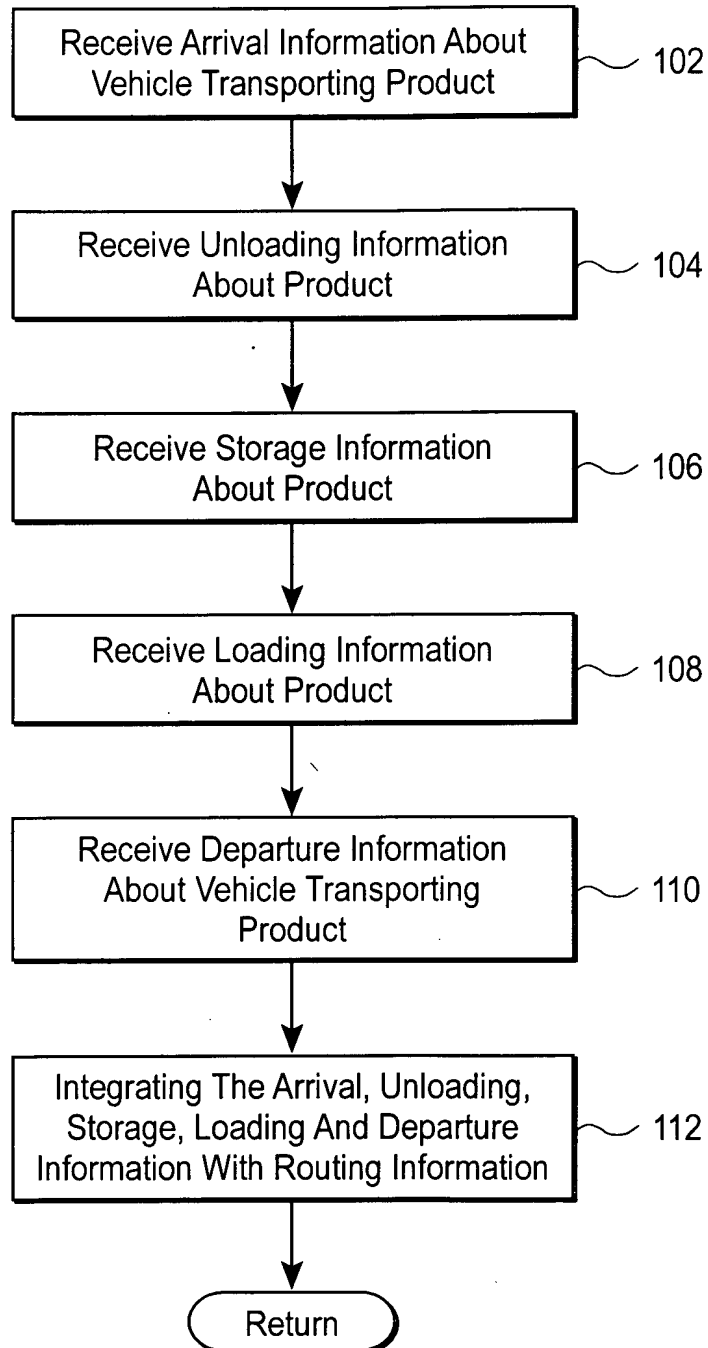 Receive Arrival Information About
Vehicle Transporting Product
102
Receive Unloading Information
About Product
104
Receive Storage Information
About Product
106
Receive Loading Information
About Product
108
Receive Departure Information
About Vehicle Transporting
Product
110
Integrating The Arrival, Unloading,
Storage, Loading And Departure
Information With Routing Information
112
Return